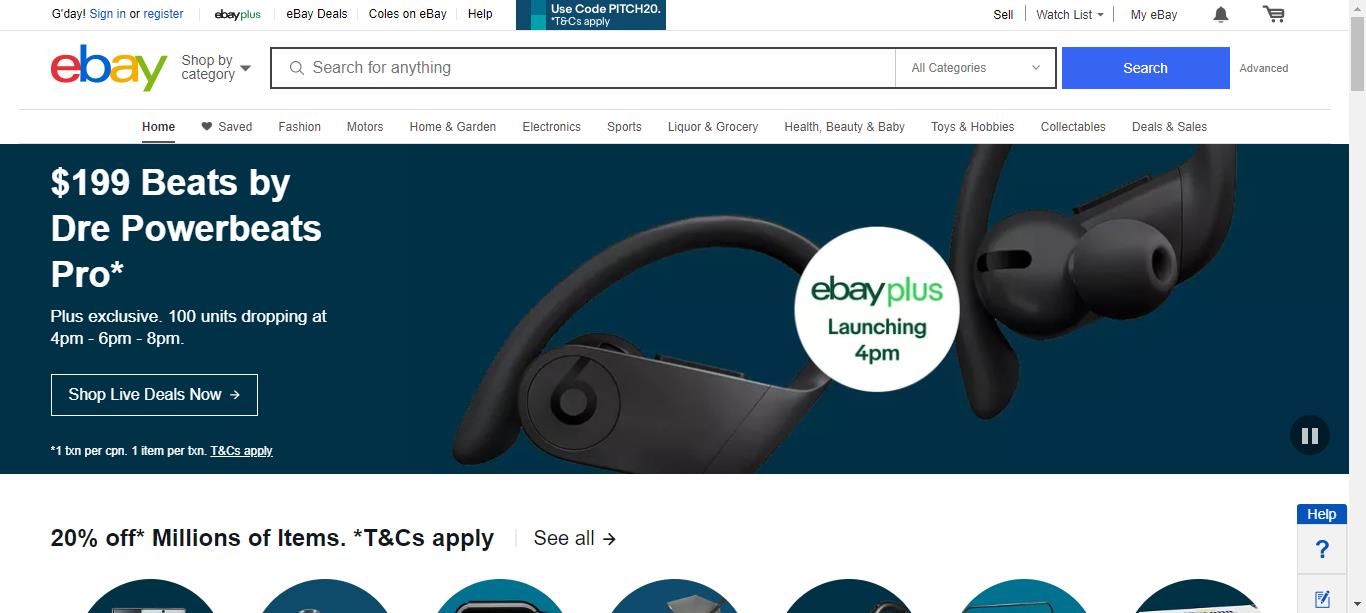 G'day! Sign in or register
ebayplus
eBay Deals
Coles on eBay
Help
Use Code PITCH20.
*T&Cs apply
Sell
Watch List
My eBay
ebay
Shop by
category
Search for anything
All Categories
Search
Advanced
Home
Saved
Fashion
Motors
Home & Garden
Electronics
Sports
Liquor & Grocery
Health, Beauty & Baby
Toys & Hobbies
Collectables
Deals & Sales
$199 Beats by
Dre Powerbeats
Pro*
Plus exclusive. 100 units dropping at
4pm - 6pm - 8pm.
Shop Live Deals Now →
*1 txn per cpn. 1 item per txn. T&Cs apply
ebayplus
Launching
4pm
20% off* Millions of Items. *T&Cs apply
See all →
Help
?